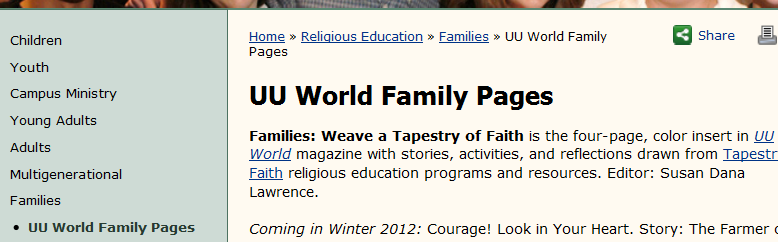 Children
Youth
Campus Ministry
Young Adults
Adults
Multigenerational
Families
• UU World Family Pages
Home » Religious Education » Families » UU World Family
Pages
Share
UU World Family Pages
Families: Weave a Tapestry of Faith is the four-page, color insert in UU
World magazine with stories, activities, and reflections drawn from Tapestr
Faith religious education programs and resources. Editor: Susan Dana
Lawrence.
Coming in Winter 2012: Courage! Look in Your Heart. Story: The Farmer